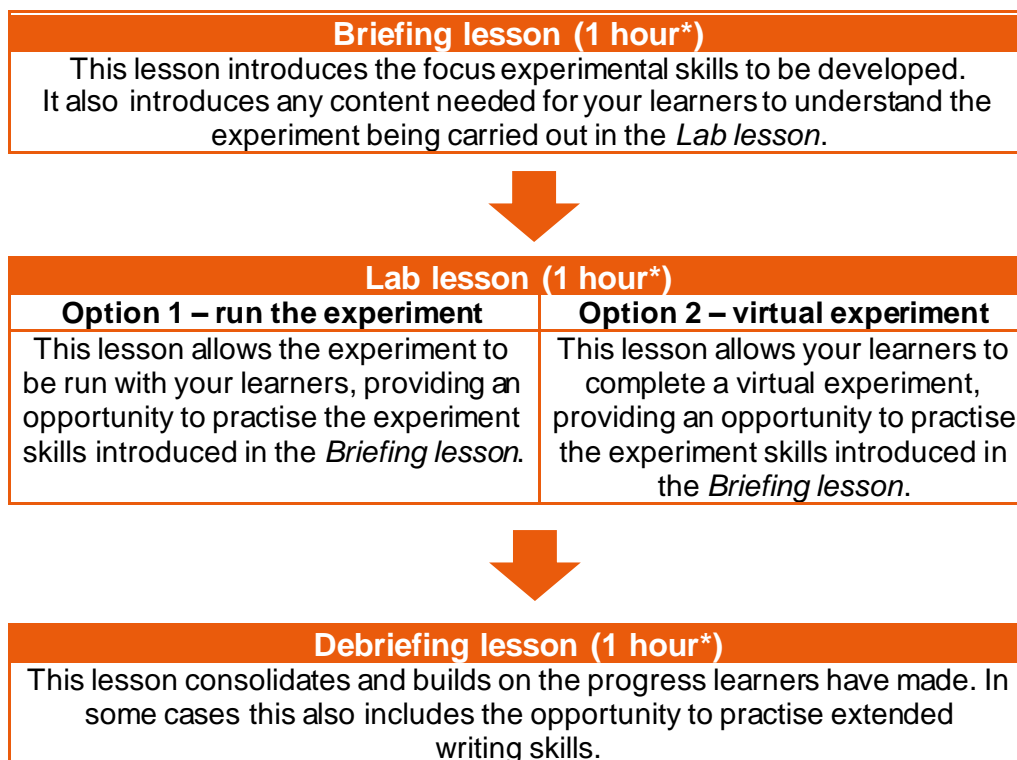 Briefing lesson (1 hour*)
This lesson introduces the focus experimental skills to be developed.
It also introduces any content needed for your learners to understand the
experiment being carried out in the Lab lesson.
Lab lesson (1 hour*)
Option 1 – run the experiment
This lesson allows the experiment to
be run with your learners, providing an
opportunity to practise the experiment
skills introduced in the Briefing lesson.
Option 2 – virtual experiment
This lesson allows your learners to
complete a virtual experiment,
providing an opportunity to practise
the experiment skills introduced in
the Briefing lesson.
Debriefing lesson (1 hour*)
This lesson consolidates and builds on the progress learners have made. In
some cases this also includes the opportunity to practise extended
writing skills.